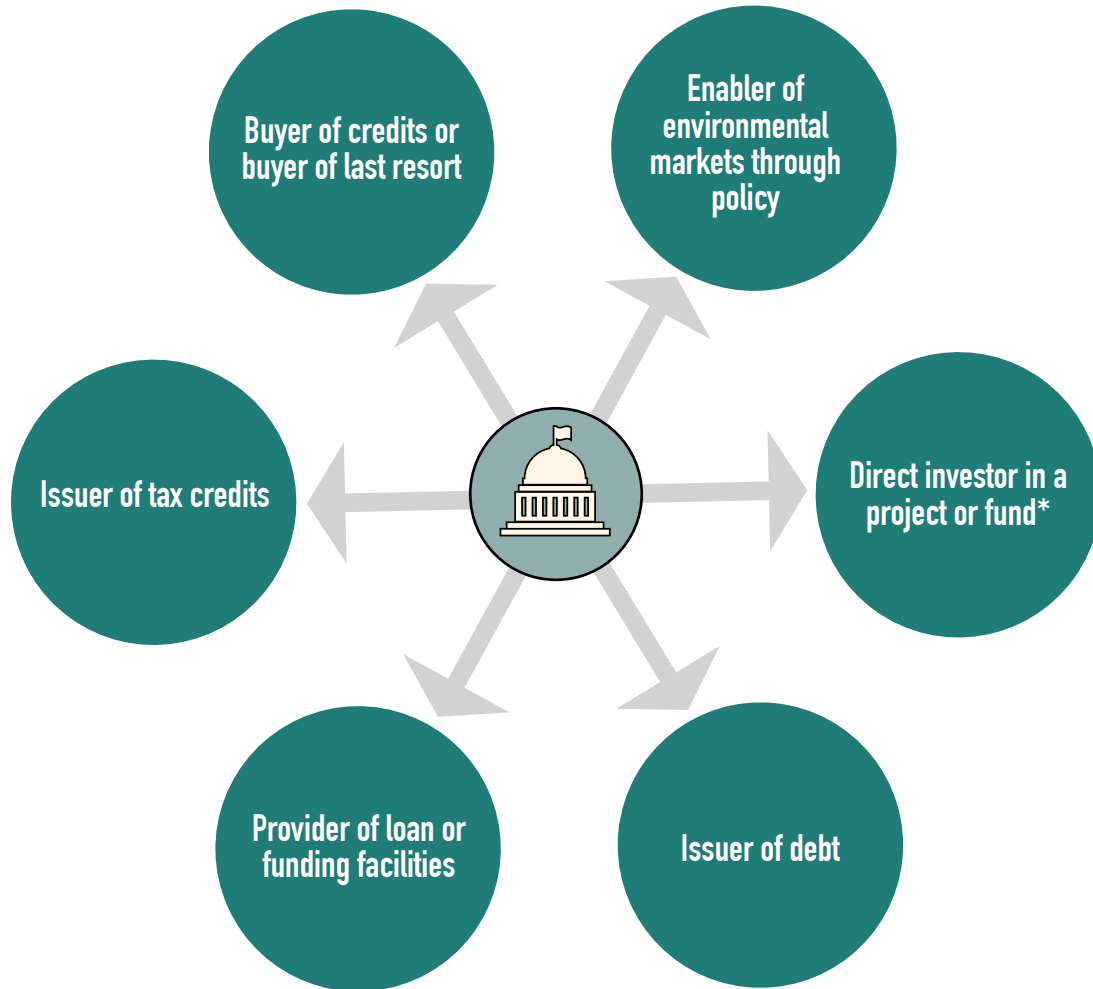 Buyer of credits or
buyer of last resort
Enabler of
environmental
markets through
policy
Issuer of tax credits
Direct investor in a
project or fund*
Provider of loan or
funding facilities
Issuer of debt